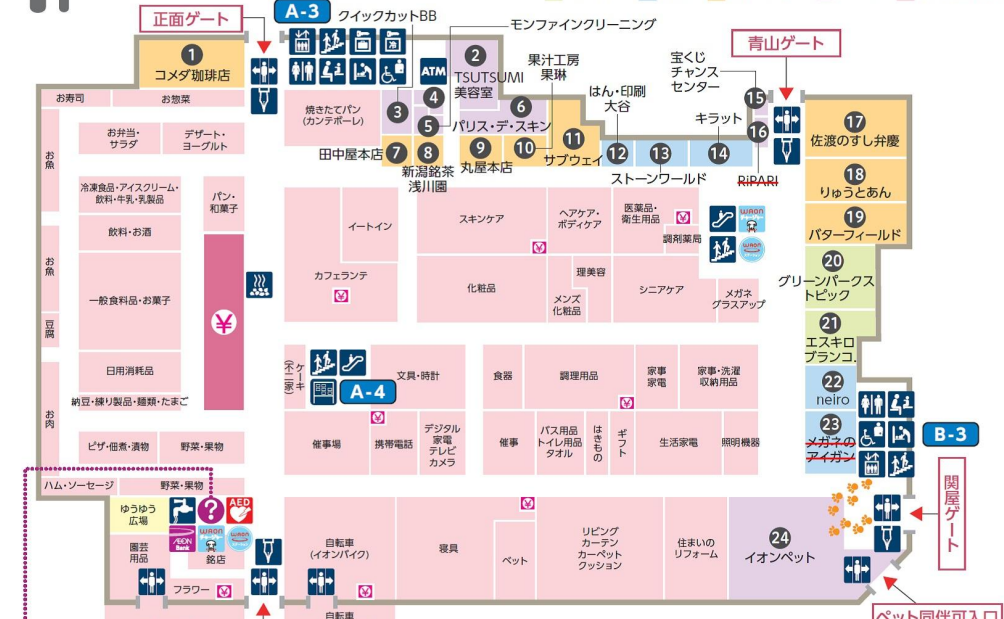 正面ゲート
A-3
クイックカットBB
モンファインクリーニング
青山ゲート
1
コメダ珈琲店
ATM
2
TSUTSUMI
美容室
果汁工房
果琳
宝くじ
チャンス
センター
お寿司
お惣菜
焼きたてパン
(カンテボーレ)
3
4
5
6
パリス・デ・スキン
はん・印刷
大谷
キラット
15
16
17
佐渡のすし弁慶
お魚
お弁当・
サラダ
デザート・
ヨーグルト
田中屋本店
7
8
新潟銘茶
浅川園
9
丸屋本店
10
11
サブウェイ
12
13
ストーンワールド
14
RiPARI
18
りゅうとあん
冷凍食品・アイスクリーム・
飲料・牛乳・乳製品
パン・
和菓子
イートイン
スキンケア
ヘアケア・
ボディケア
医薬品・
衛生用品
調剤薬局
WAON
チャージャー
WAON
19
バターフィールド
飲料・お酒
お魚
一般食料品・お菓子
カフェランテ
化粧品
理美容
メンズ
化粧品
シニアケア
メガネ
グラスアップ
20
グリーンパークス
トピック
豆腐
21
エスキロ
ブランコ.
日用消耗品
ケーキ
(不二家)
A-4
文具・時計
食器
調理用品
家事
家電
家事・洗濯
収納用品
22
neiro
お肉
納豆・練り製品・麺類・たまご
23
メガネの
アイガン
B-3
ピザ・佃煮・漬物
野菜・果物
催事場
携帯電話
デジタル
家電
テレビ
カメラ
催事
バス用品
トイレ用品
タオル
はきもの
ギフト
生活家電
照明機器
ハム・ソーセージ
野菜・果物
関屋ゲート
ゆうゆう
広場
AED
AEON
Bank
WAON
チャージャー
WAON
銘店
園芸
用品
フラワー
自転車
(イオンバイク)
寝具
ペット
リビング
カーテン
カーペット
クッション
住まいの
リフォーム
24
イオンペット
ペット同伴可入口
自転車